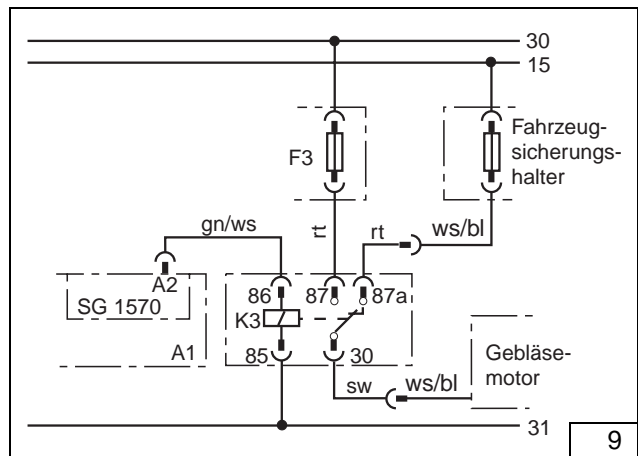 30
15
F3
Fahrzeug-
sicherungs-
halter
gn/ws
rt
rt
ws/bl
A2
SG 1570
A1
86
87
87a
K3
85
30
sw
ws/bl
Gebläse-
motor
31
9